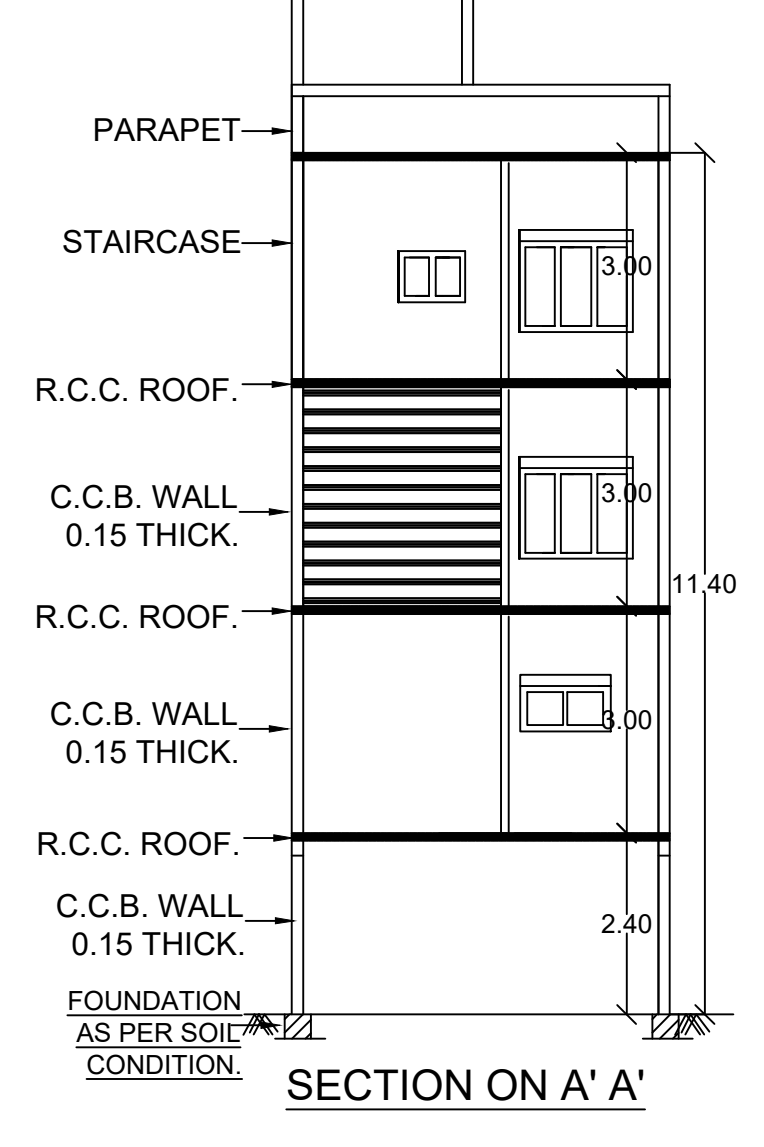 PARAPET
STAIRCASE
3.00
R.C.C. ROOF.
C.C.B. WALL
0.15 THICK.
3.00
11.40
R.C.C. ROOF.
C.C.B. WALL
0.15 THICK.
3.00
R.C.C. ROOF.
C.C.B. WALL
0.15 THICK.
2.40
FOUNDATION
AS PER SOIL
CONDITION.
SECTION ON A' A'